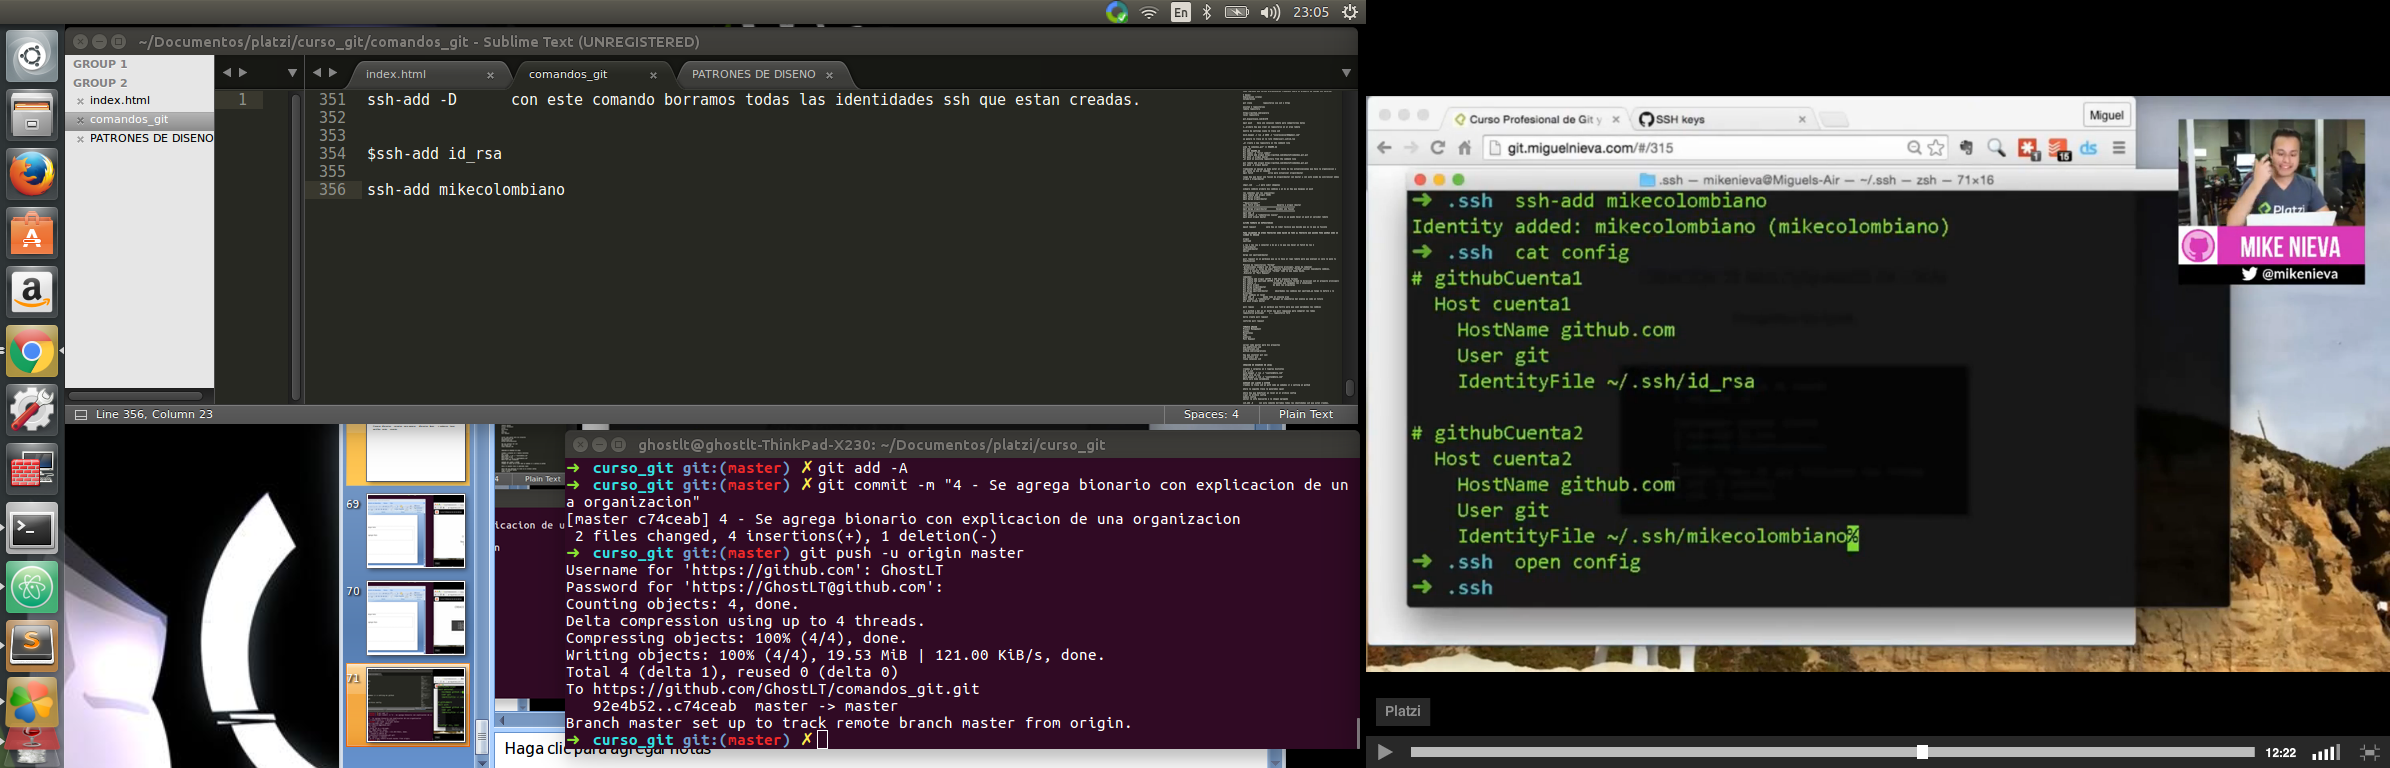 En
23:05
~/Documentos/platzi/curso_git/comandos_git - Sublime Text (UNREGISTERED)
GROUP 1
GROUP 2
index.html
comandos_git
PATRONES DE DISENO
index.html
comandos_git
PATRONES DE DISENO
1
351 ssh-add -D      con este comando borramos todas las identidades ssh que estan creadas.
352
353
354 $ssh-add id_rsa
355
356 ssh-add mikecolombiano
Line 356, Column 23
Spaces: 4
Plain Text
69
70
71
4
Plain Text
icacion de u
n
Haga clic para agregar notas
ghostlt@ghostlt-ThinkPad-X230: ~/Documentos/platzi/curso_git
➜ curso_git git:(master) ✗ git add -A
➜ curso_git git:(master) ✗ git commit -m "4 - Se agrega bionario con explicacion de un
a organizacion"
[master c74ceab] 4 - Se agrega bionario con explicacion de una organizacion
2 files changed, 4 insertions(+), 1 deletion(-)
➜ curso_git git:(master) git push -u origin master
Username for 'https://github.com': GhostLT
Password for 'https://GhostLT@github.com':
Counting objects: 4, done.
Delta compression using up to 4 threads.
Compressing objects: 100% (4/4), done.
Writing objects: 100% (4/4), 19.53 MiB | 121.00 KiB/s, done.
Total 4 (delta 1), reused 0 (delta 0)
To https://github.com/GhostLT/comandos_git.git
92e4b52..c74ceab  master -> master
Branch master set up to track remote branch master from origin.
➜ curso_git git:(master) ✗
Curso Profesional de Git y
SSH keys
Miguel
git.miguelnieva.com/#/315
1
15
ds
.ssh — mikenieva@Miguels-Air — ~/.ssh — zsh — 71×16
➜ .ssh ssh-add mikecolombiano
Identity added: mikecolombiano (mikecolombiano)
➜ .ssh cat config
# githubCuenta1
Host cuenta1
HostName github.com
User git
IdentityFile ~/.ssh/id_rsa
# githubCuenta2
Host cuenta2
HostName github.com
User git
IdentityFile ~/.ssh/mikecolombiano%
➜ .ssh open config
➜ .ssh
Platzi
MIKE NIEVA
@mikenieva
Platzi
12:22